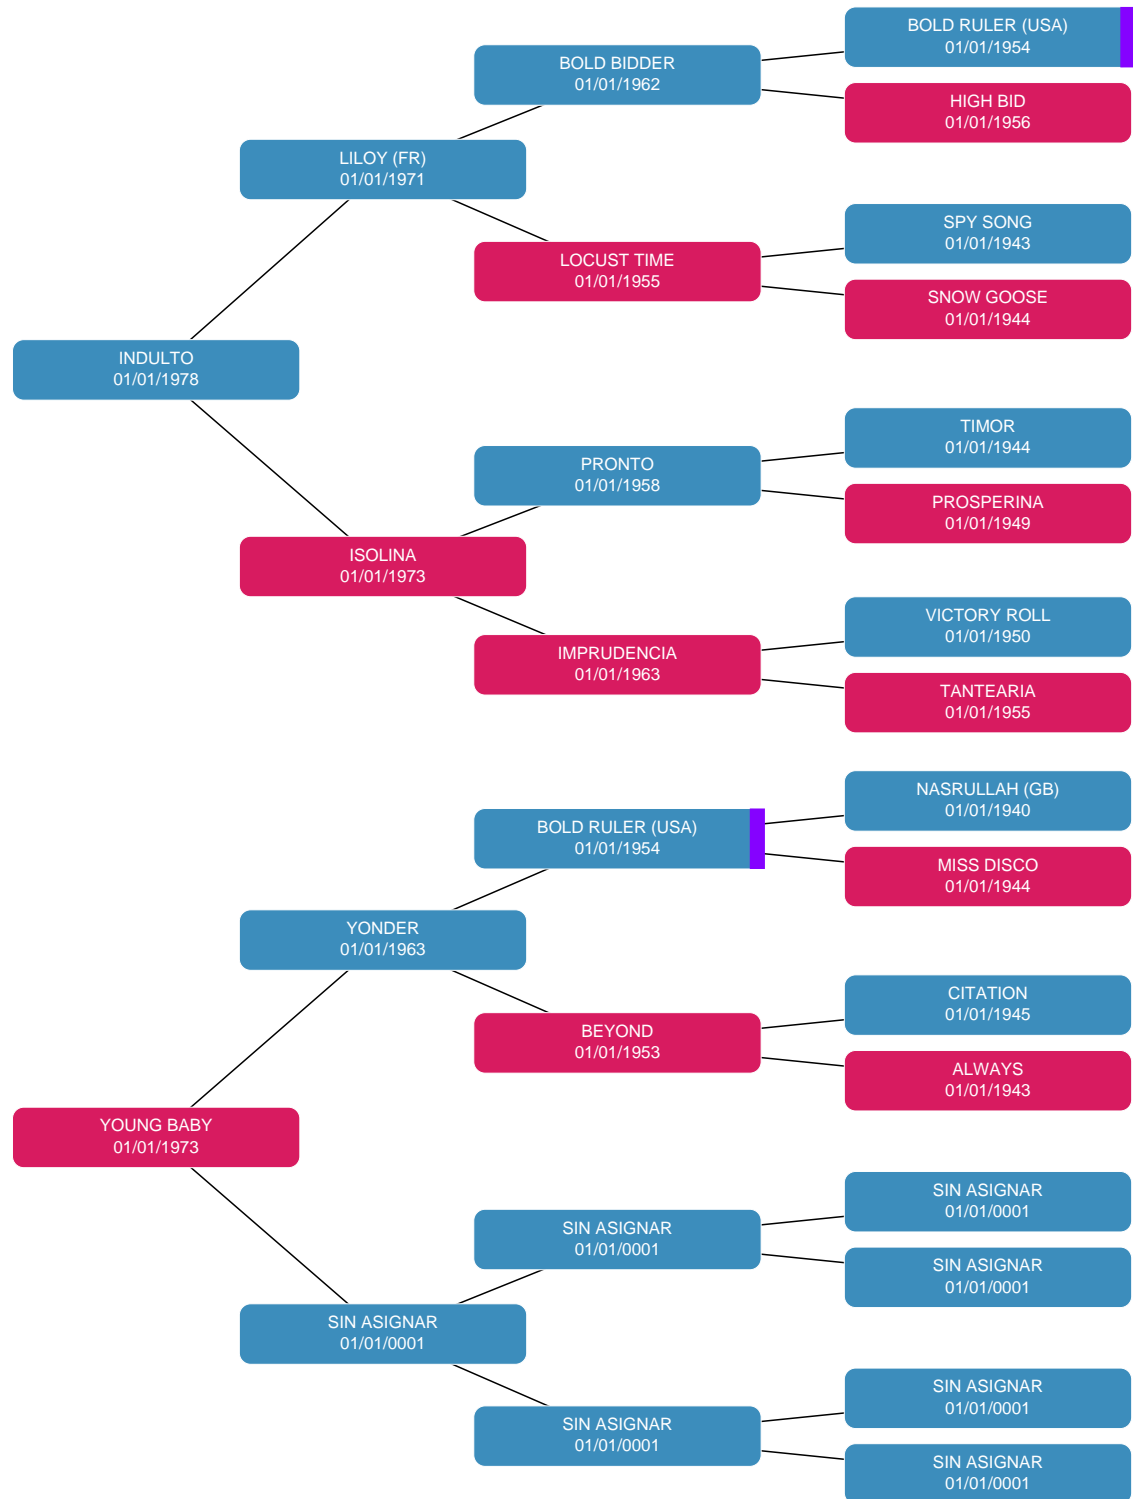 BOLD RULER (USA)
01/01/1954
BOLD BIDDER
01/01/1962
HIGH BID
01/01/1956
LILOY (FR)
01/01/1971
SPY SONG
01/01/1943
LOCUST TIME
01/01/1955
SNOW GOOSE
01/01/1944
INDULTO
01/01/1978
TIMOR
01/01/1944
PRONTO
01/01/1958
PROSPERINA
01/01/1949
ISOLINA
01/01/1973
VICTORY ROLL
01/01/1950
IMPRUDENCIA
01/01/1963
TANTEARIA
01/01/1955
NASRULLAH (GB)
01/01/1940
BOLD RULER (USA)
01/01/1954
MISS DISCO
01/01/1944
YONDER
01/01/1963
CITATION
01/01/1945
BEYOND
01/01/1953
ALWAYS
01/01/1943
YOUNG BABY
01/01/1973
SIN ASIGNAR
01/01/0001
SIN ASIGNAR
01/01/0001
SIN ASIGNAR
01/01/0001
SIN ASIGNAR
01/01/0001
SIN ASIGNAR
01/01/0001
SIN ASIGNAR
01/01/0001
SIN ASIGNAR
01/01/0001